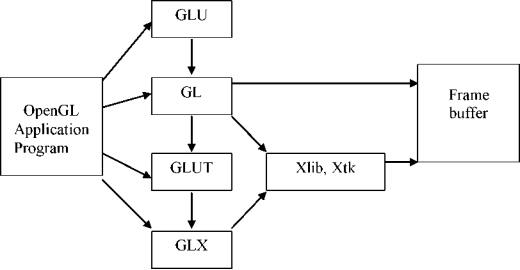 GLU
GL
OpenGL
Application
Program
Frame
buffer
GLUT
Xlib, Xtk
GLX